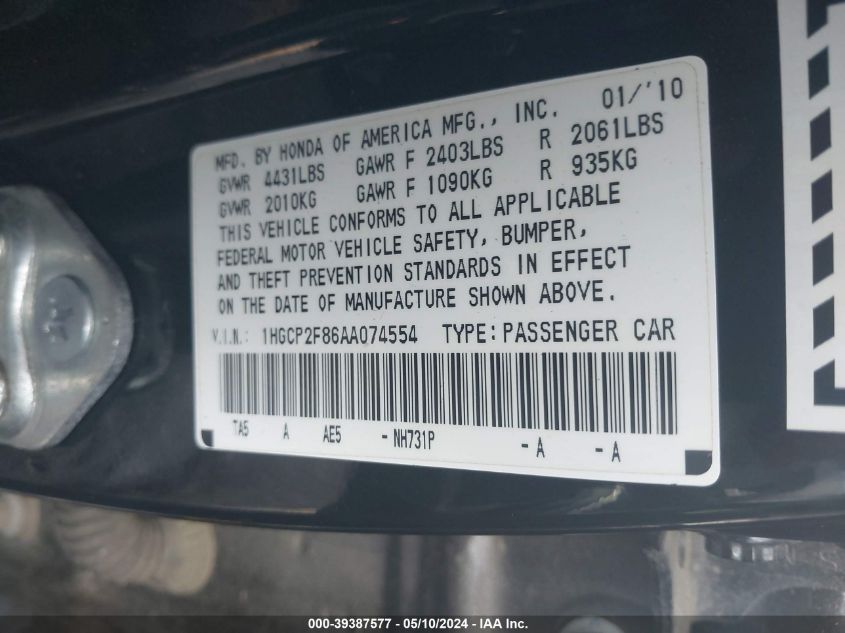 MFD. BY HONDA OF AMERICA MFG., INC. 01/'10
GVWR 4431LBS GAWR F 2403LBS R 2061LBS
GVWR 2010KG GAWR F 1090KG R 935KG
THIS VEHICLE CONFORMS TO ALL APPLICABLE
FEDERAL MOTOR VEHICLE SAFETY, BUMPER,
AND THEFT PREVENTION STANDARDS IN EFFECT
ON THE DATE OF MANUFACTURE SHOWN ABOVE.
V.I.N.: 1HGCP2F86AA074554 TYPE:PASSENGER CAR
TA5 A AE5 -NH731P -A -A
000-39387577 - 05/10/2024 - IAA Inc.